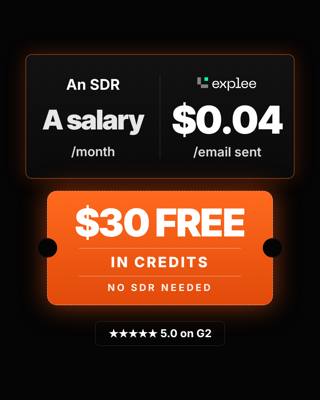 An SDR
A salary
/month
explee
$0.04
/email sent
$30 FREE
IN CREDITS
NO SDR NEEDED
★★★★★ 5.0 on G2